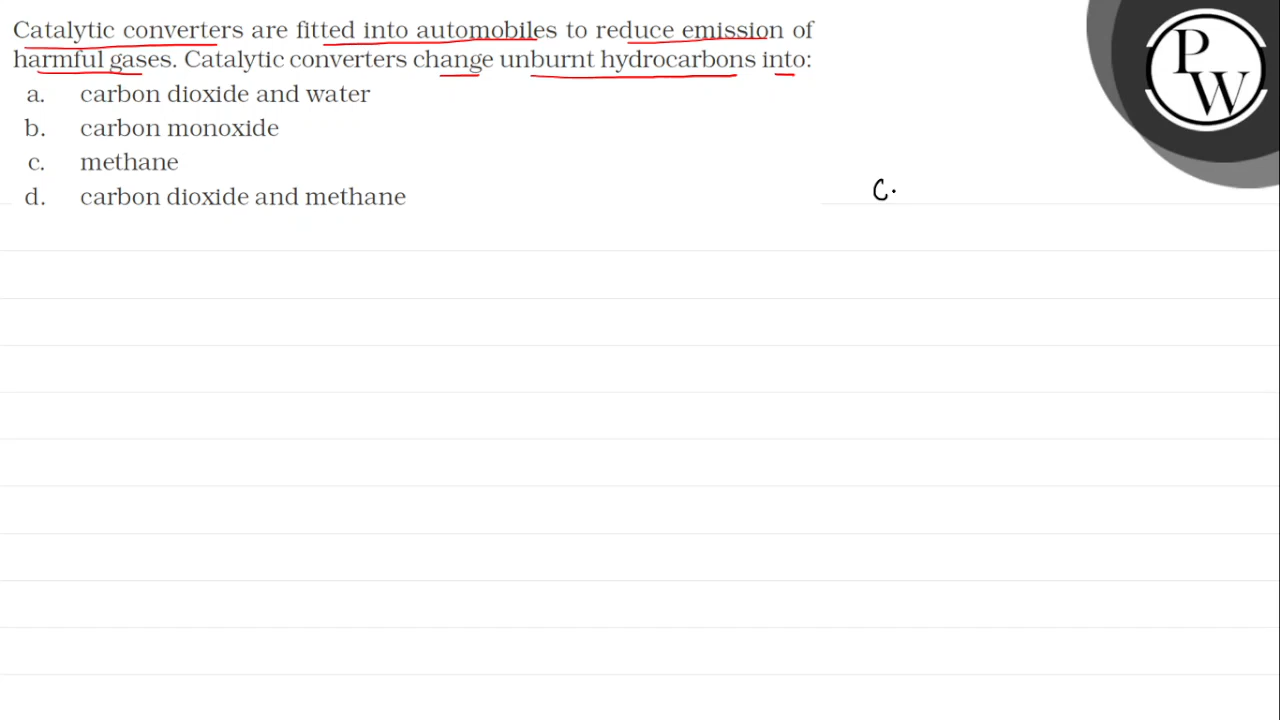 Catalytic converters are fitted into automobiles to reduce emission of
harmful gases. Catalytic converters change unburnt hydrocarbons into:
a. carbon dioxide and water
b. carbon monoxide
c. methane
d. carbon dioxide and methane
C.
P
W